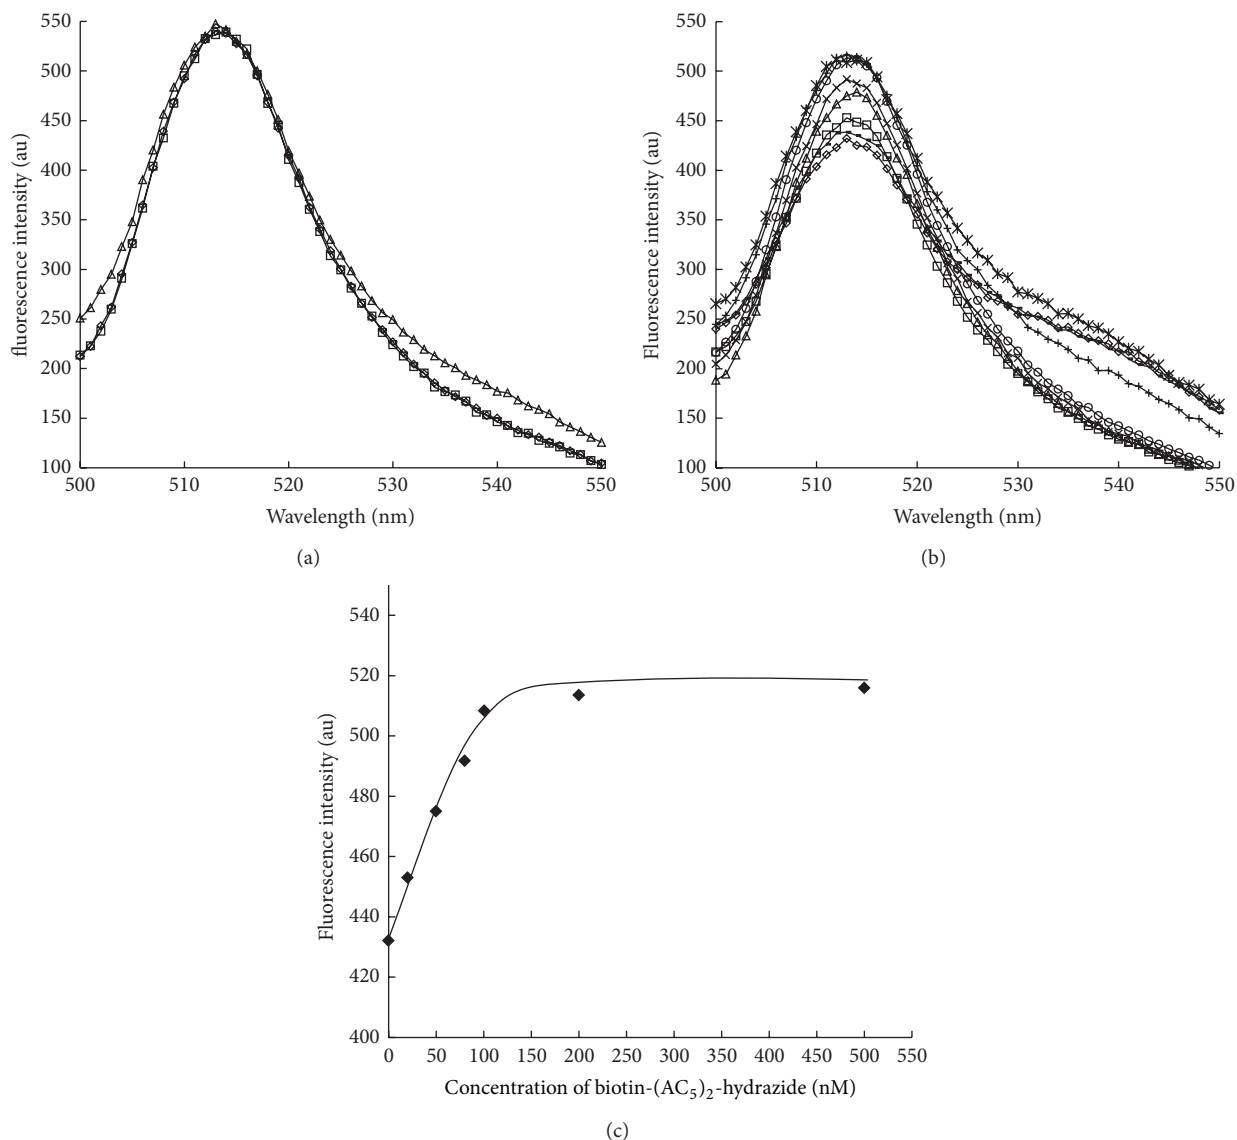 550
500
450
400
350
300
250
200
150
100
fluorescence intensity (au)
500 510 520 530 540 550
Wavelength (nm)
(a)
550
500
450
400
350
300
250
200
150
100
Fluorescence intensity (au)
500 510 520 530 540 550
Wavelength (nm)
(b)
540
520
500
480
460
440
420
400
Fluorescence intensity (au)
0 50 100 150 200 250 300 350 400 450 500 550
Concentration of biotin-(AC₅)₂-hydrazide (nM)
(c)